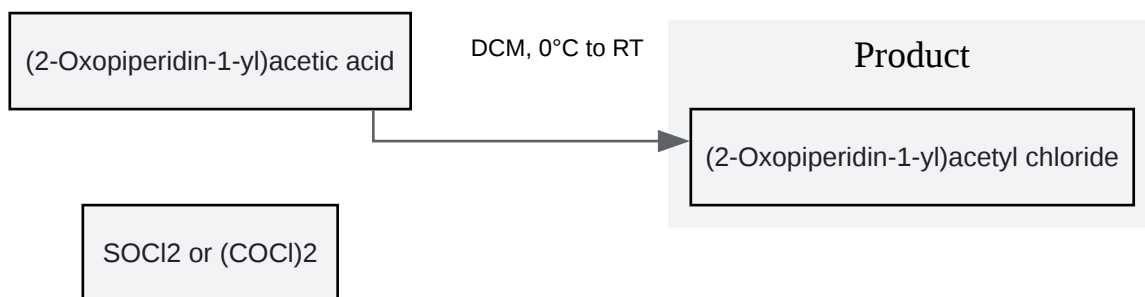 (2-Oxopiperidin-1-yl)acetic acid
DCM, 0°C to RT
Product
(2-Oxopiperidin-1-yl)acetyl chloride
SOCl2 or (COCl)2